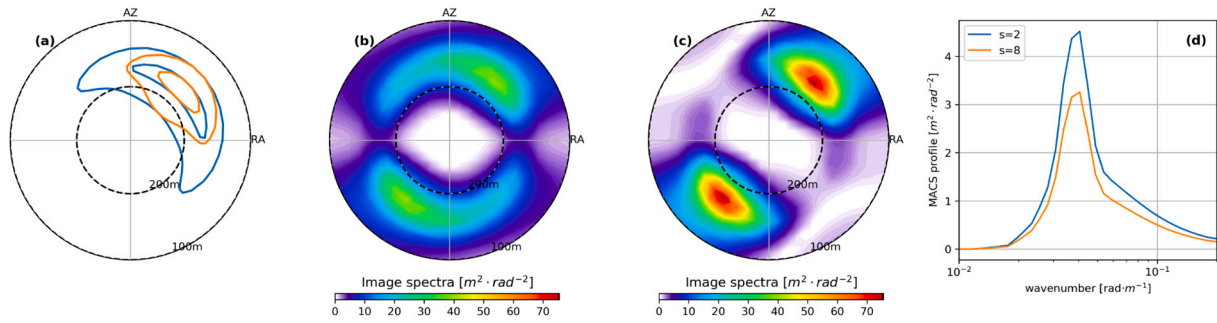 AZ
(a)
RA
200m
100m
AZ
(b)
RA
200m
100m
Image spectra [m² · rad⁻²]
0 10 20 30 40 50 60 70
AZ
(c)
RA
200m
100m
Image spectra [m² · rad⁻²]
0 10 20 30 40 50 60 70
(d)
s=2
s=8
MACS profile [m² · rad⁻²]
4
3
2
1
0
10⁻² 10⁻¹
wavenumber [rad·m⁻¹]